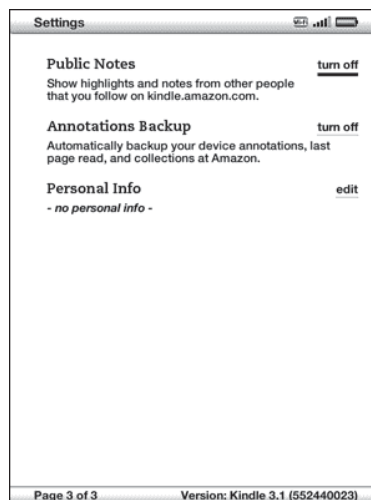 Settings
Public Notes turn off
Show highlights and notes from other people
that you follow on kindle.amazon.com.
Annotations Backup turn off
Automatically backup your device annotations, last
page read, and collections at Amazon.
Personal Info edit
- no personal info -
Page 3 of 3 Version: Kindle 3.1 (552440023)